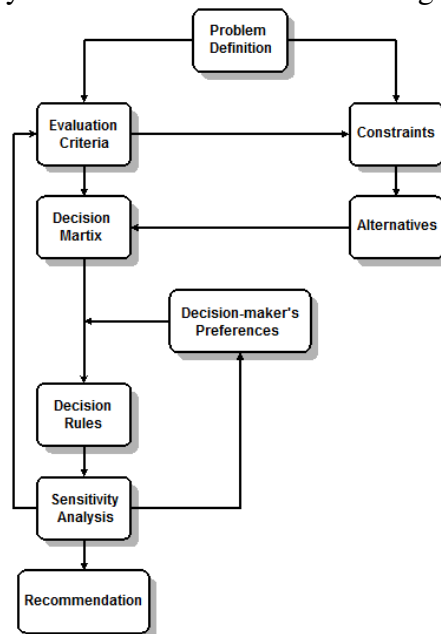 Problem
Definition
Evaluation
Criteria
Constraints
Decision
Martix
Alternatives
Decision-maker's
Preferences
Decision
Rules
Sensitivity
Analysis
Recommendation